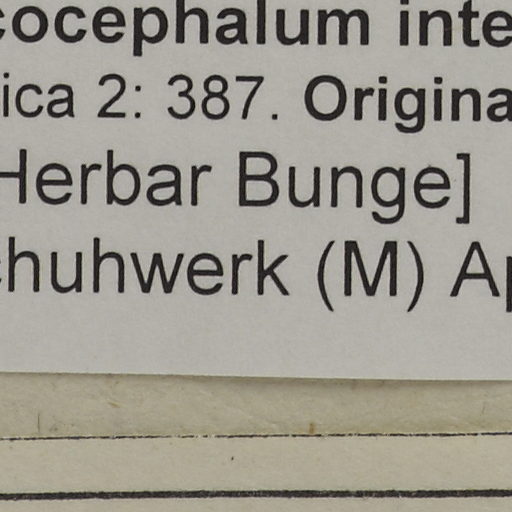 cocephalum inte
ica 2: 387. Origina
Herbar Bunge]
chuhwerk (M) Ap